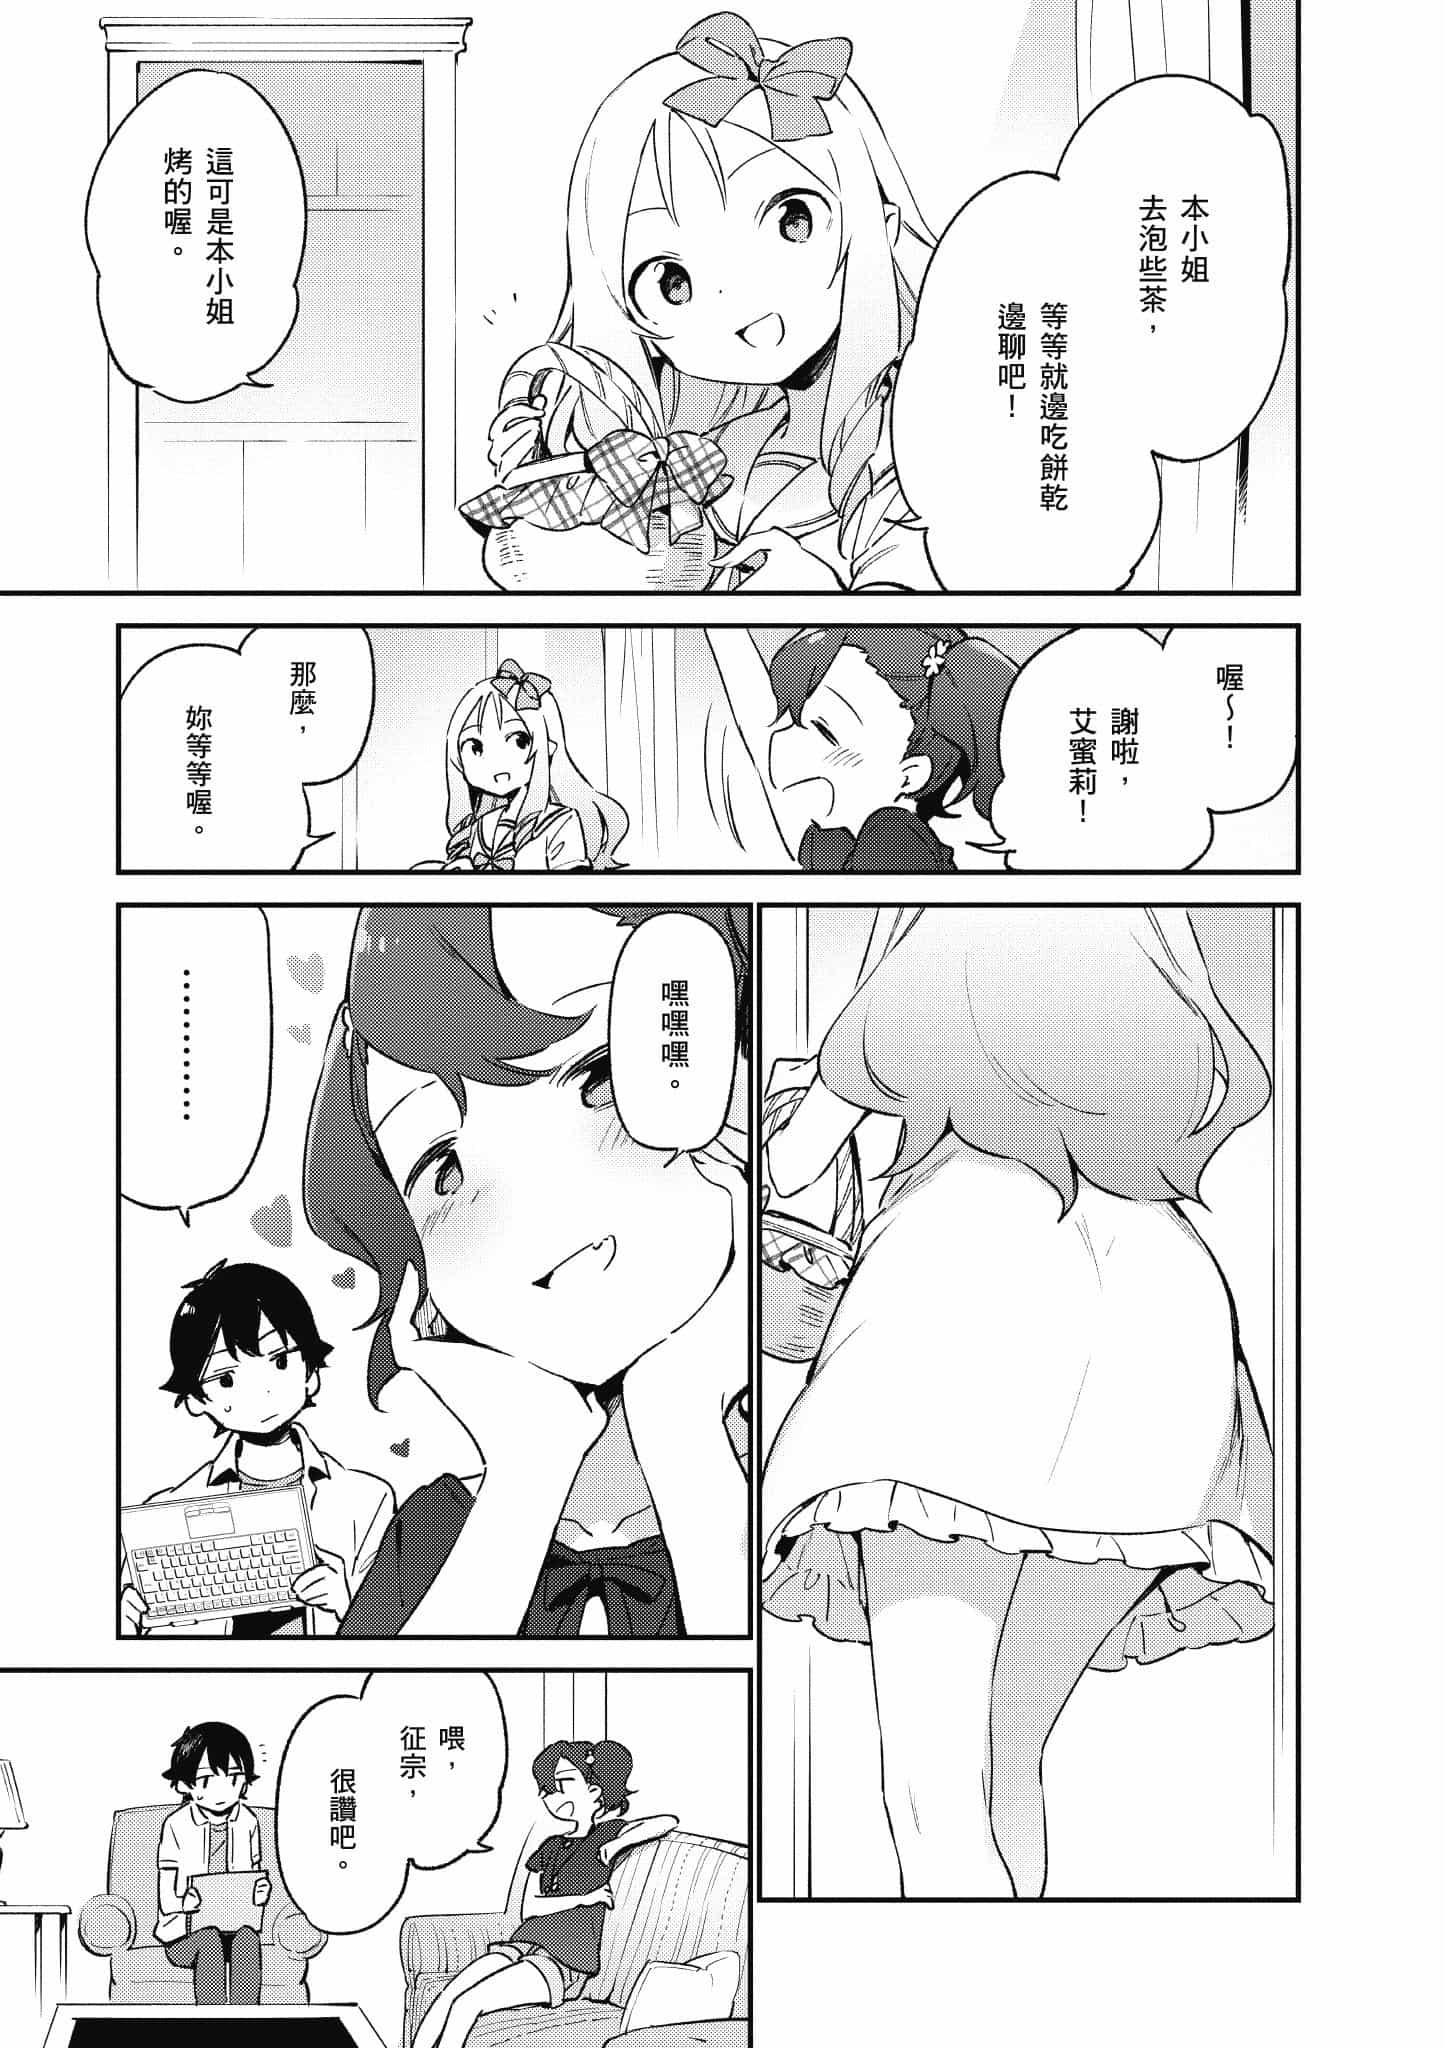 本小姐
去泡些茶，
等等就邊吃餅乾
邊聊吧！
這可是本小姐
烤的喔。
喔～！
謝啦，
艾蜜莉！
那麼，
妳等等喔。
嘿嘿嘿。
…………
喂，
征宗，
很讚吧。